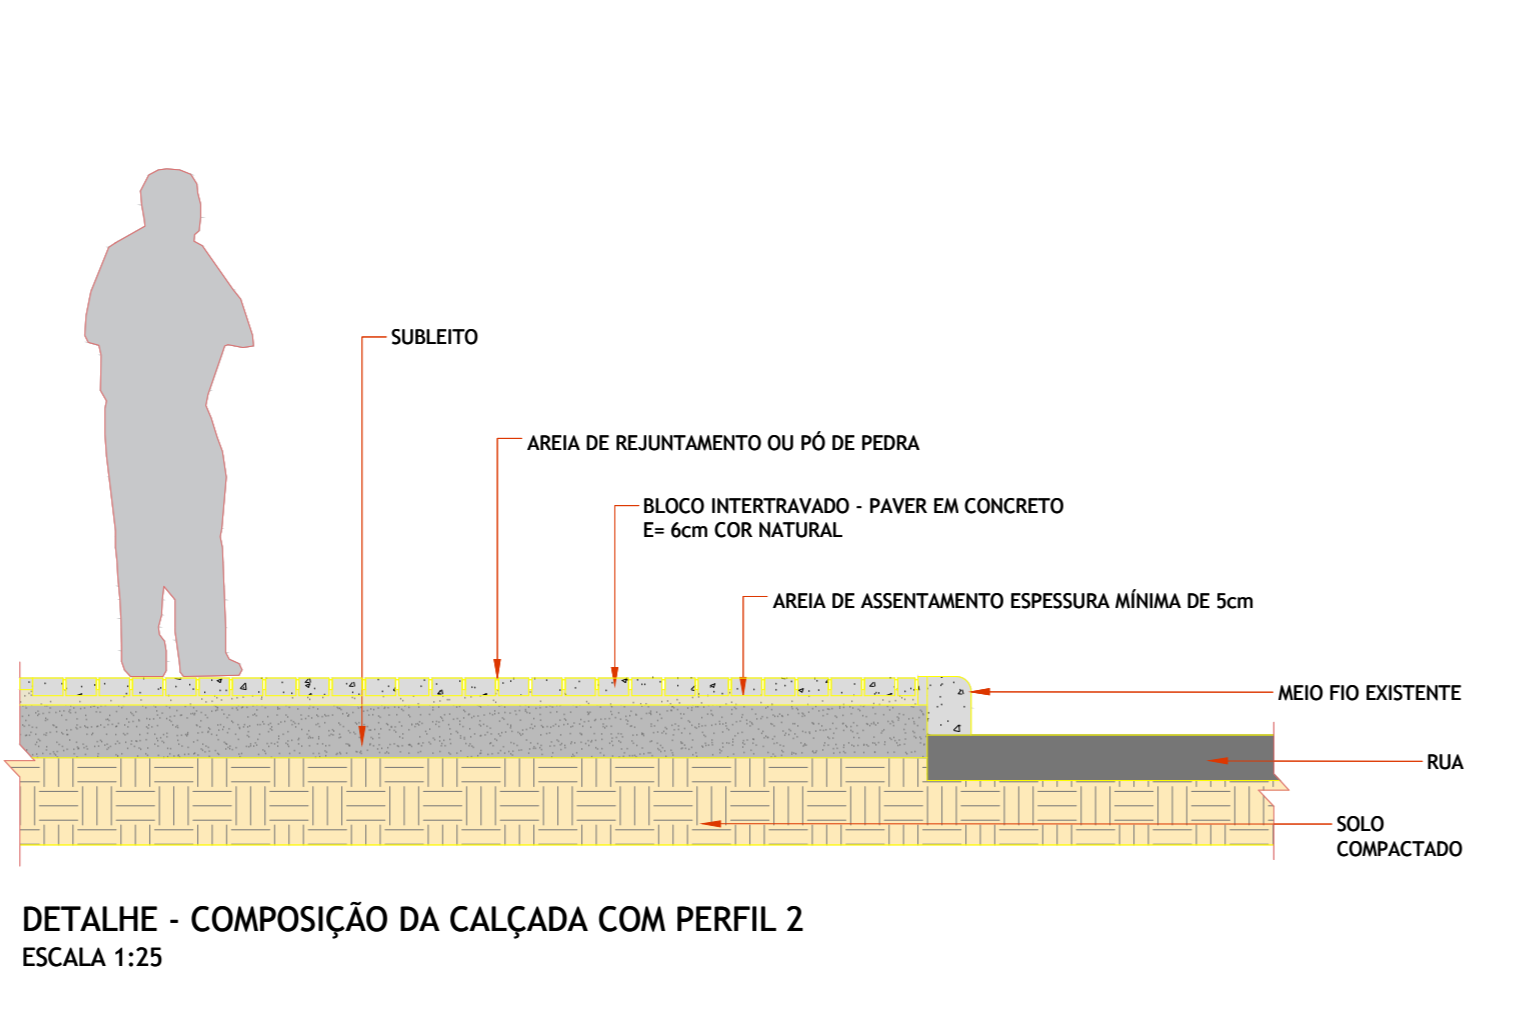 SUBLEITO
AREIA DE REJUNTAMENTO OU PÓ DE PEDRA
BLOCO INTERTRAVADO - PAVER EM CONCRETO
E= 6cm COR NATURAL
AREIA DE ASSENTAMENTO ESPESSURA MÍNIMA DE 5cm
MEIO FIO EXISTENTE
RUA
SOLO
COMPACTADO
DETALHE - COMPOSIÇÃO DA CALÇADA COM PERFIL 2
ESCALA 1:25